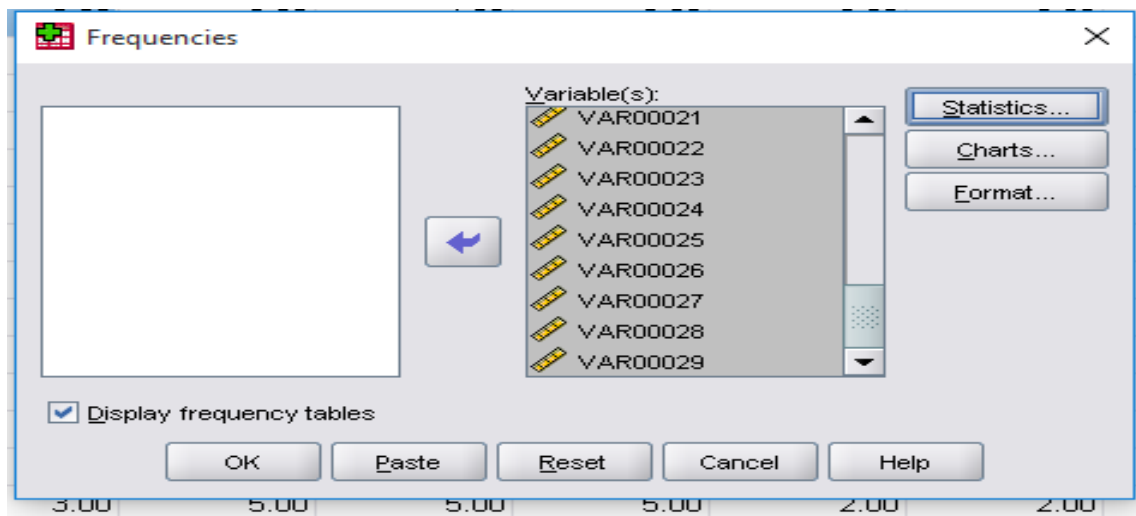 Frequencies
Variable(s):
VAR00021
VAR00022
VAR00023
VAR00024
VAR00025
VAR00026
VAR00027
VAR00028
VAR00029
Statistics...
Charts...
Format...
Display frequency tables
OK Paste Reset Cancel Help
3.00 5.00 5.00 5.00 2.00 2.00